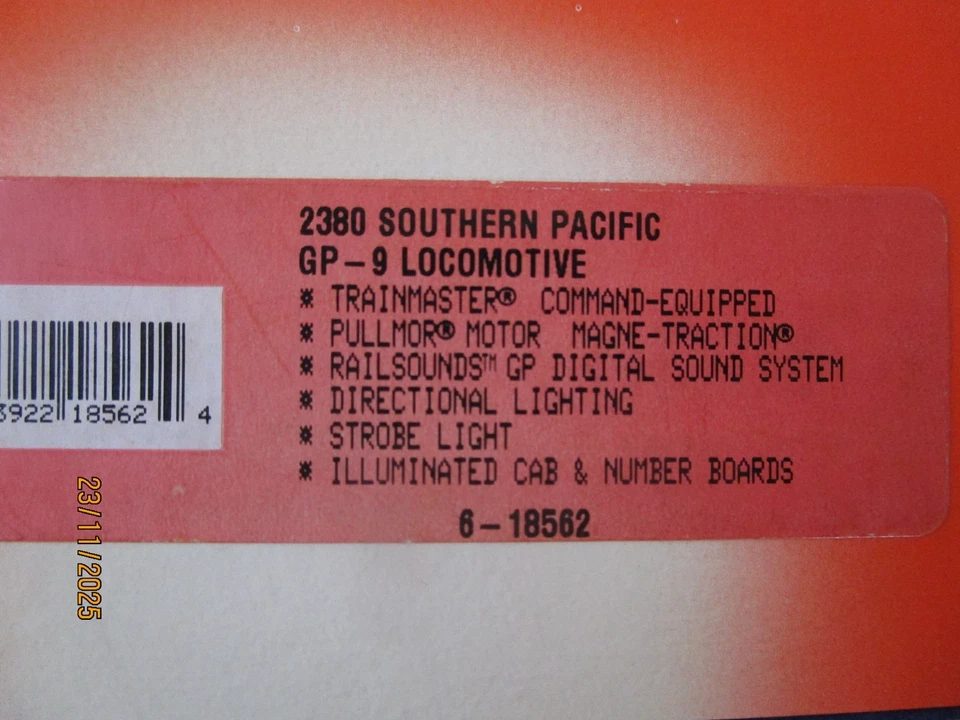 2380 SOUTHERN PACIFIC
GP-9 LOCOMOTIVE
* TRAINMASTER® COMMAND-EQUIPPED
* PULLMOR® MOTOR MAGNE-TRACTION®
* RAILSOUNDS™ GP DIGITAL SOUND SYSTEM
* DIRECTIONAL LIGHTING
* STROBE LIGHT
* ILLUMINATED CAB & NUMBER BOARDS
6-18562
3922 18562 4
23/11/2025